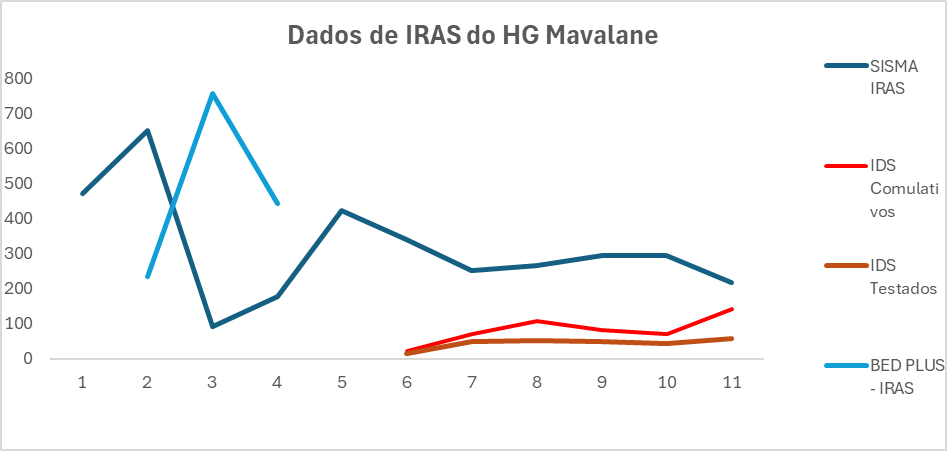 Dados de IRAS do HG Mavalane
800
700
600
500
400
300
200
100
0
1 2 3 4 5 6 7 8 9 10 11
SISMA
IRAS
IDS
Comulati
vos
IDS
Testados
BED PLUS
- IRAS